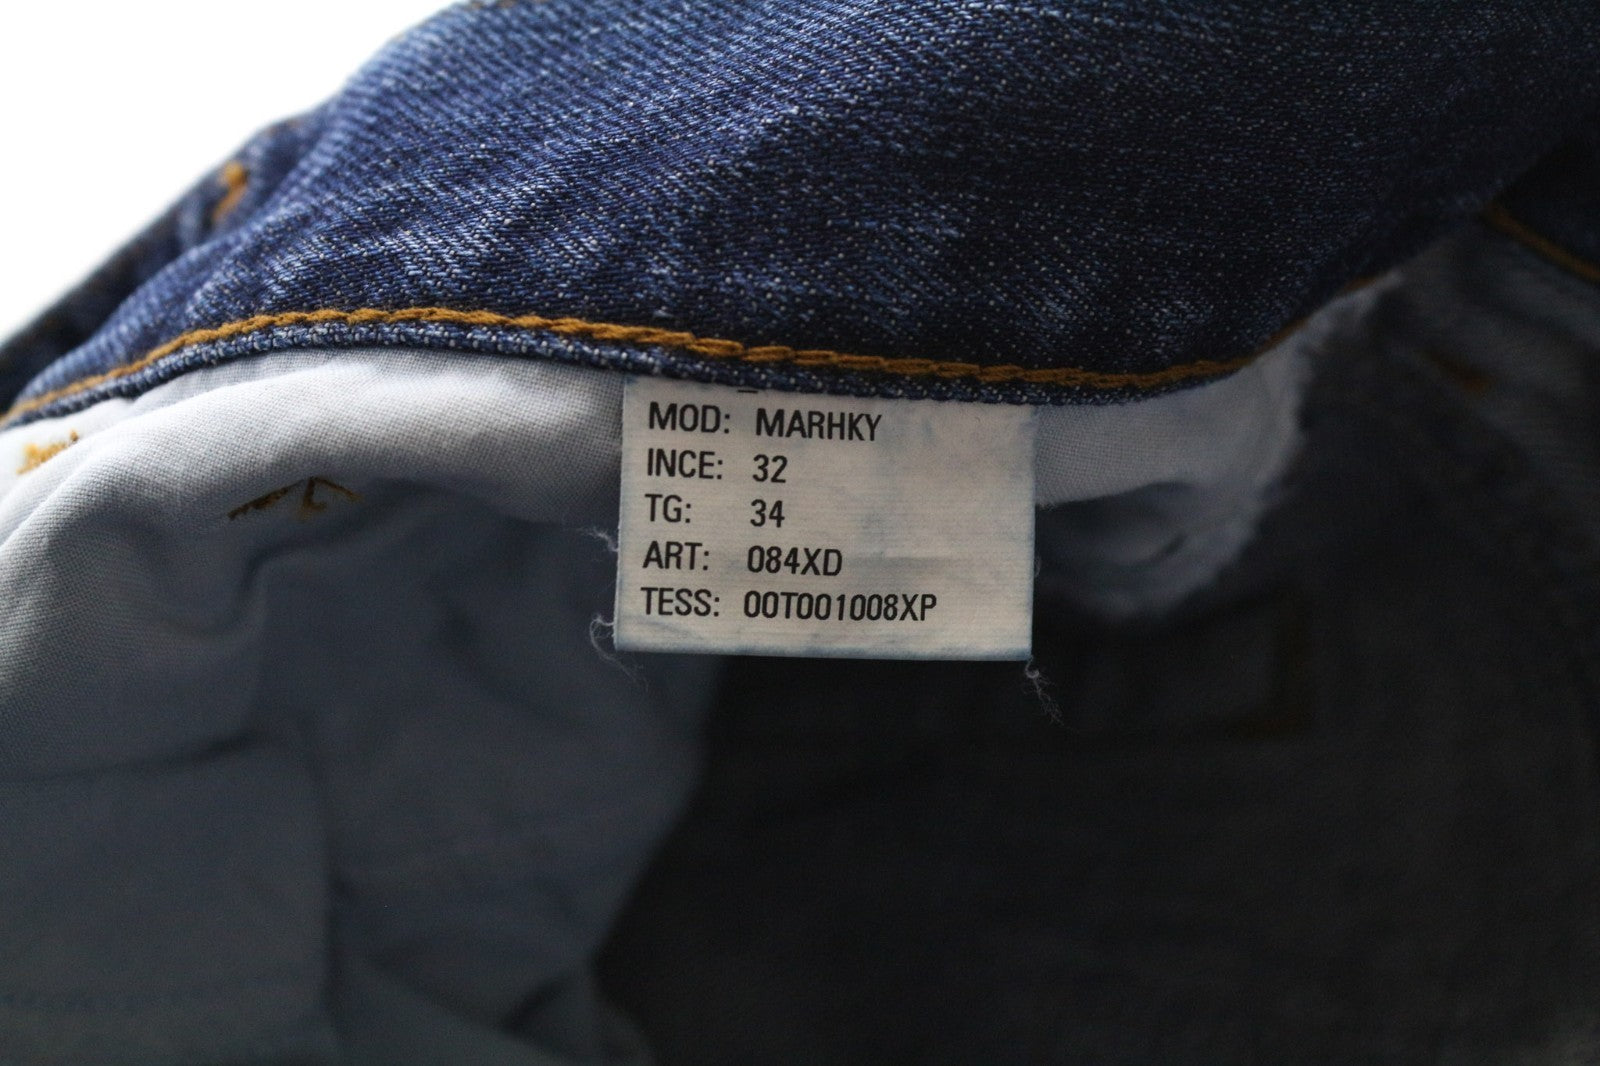 MOD: MARHKY
INCE: 32
TG: 34
ART: 084XD
TESS: 00T001008XP